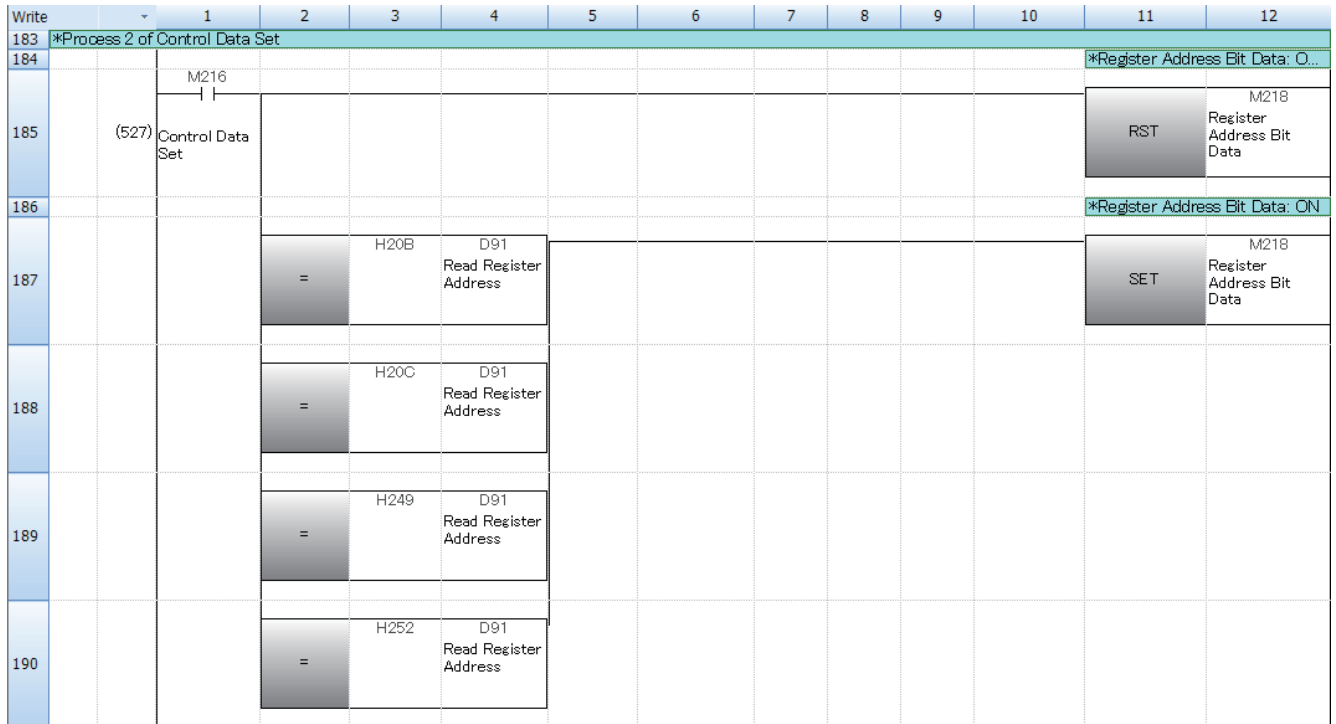 Write 1 2 3 4 5 6 7 8 9 10 11 12
183 *Process 2 of Control Data Set
184 *Register Address Bit Data: O...
M216
M218
185 (527) Control Data
Set
RST
Register
Address Bit
Data
186 *Register Address Bit Data: ON
H20B D91 M218
187 = Read Register
Address
SET
Register
Address Bit
Data
H20C D91
188 = Read Register
Address
H249 D91
189 = Read Register
Address
H252 D91
190 = Read Register
Address